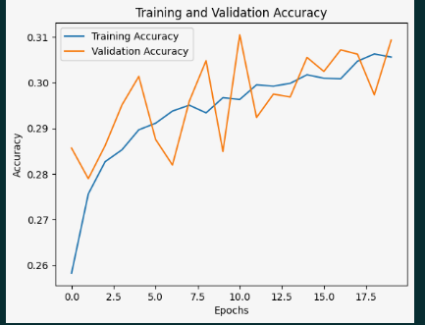 Training and Validation Accuracy
Training Accuracy
Validation Accuracy
Accuracy
0.31
0.30
0.29
0.28
0.27
0.26
0.0 2.5 5.0 7.5 10.0 12.5 15.0 17.5
Epochs